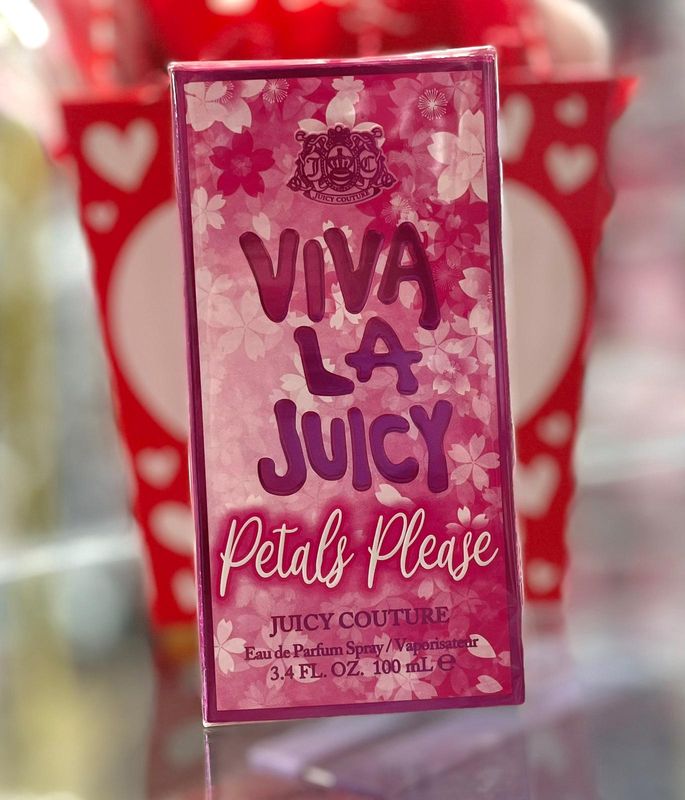 J C
JUICY COUTURE
VIVA
LA
JUICY
Petals Please
JUICY COUTURE
Eau de Parfum Spray / Vaporisateur
3.4 FL. OZ. 100 mL ℮